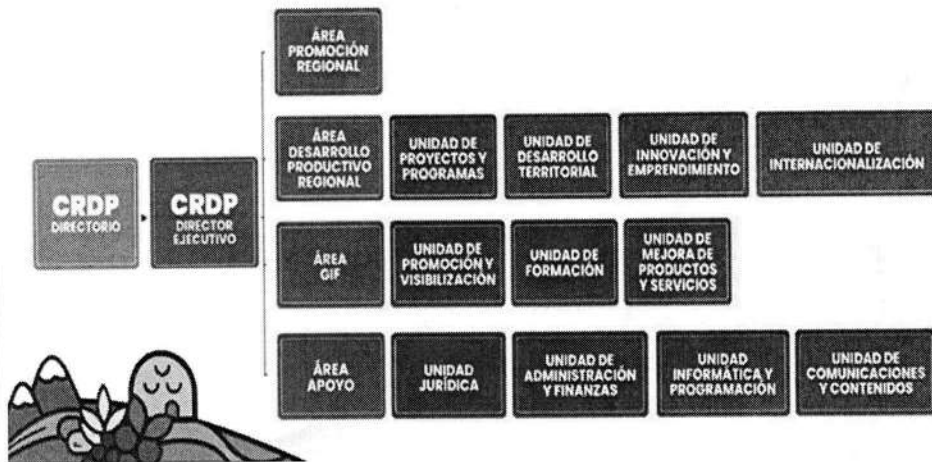 ÁREA
PROMOCIÓN
REGIONAL
CRDP
DIRECTORIO
CRDP
DIRECTOR
EJECUTIVO
ÁREA
DESARROLLO
PRODUCTIVO
REGIONAL
UNIDAD DE
PROYECTOS Y
PROGRAMAS
UNIDAD DE
DESARROLLO
TERRITORIAL
UNIDAD DE
INNOVACIÓN Y
EMPRENDIMIENTO
UNIDAD DE
INTERNACIONALIZACIÓN
ÁREA
GIF
UNIDAD DE
PROMOCIÓN Y
VISIBILIZACIÓN
UNIDAD DE
FORMACIÓN
UNIDAD DE
MEJORA DE
PRODUCTOS
Y SERVICIOS
ÁREA
APOYO
UNIDAD
JURÍDICA
UNIDAD DE
ADMINISTRACIÓN
Y FINANZAS
UNIDAD
INFORMÁTICA Y
PROGRAMACIÓN
UNIDAD DE
COMUNICACIONES
Y CONTENIDOS